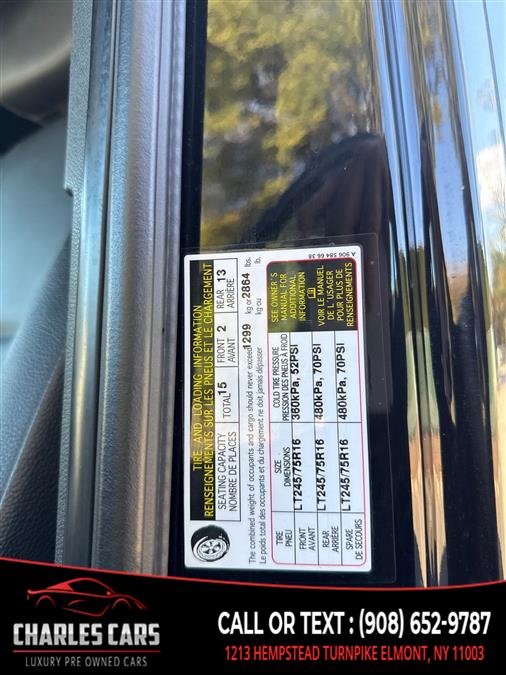 A 906 584 66 38
TIRE AND LOADING INFORMATION
RENSEIGNEMENTS SUR LES PNEUS ET LE CHARGEMENT
SEATING CAPACITY
NOMBRE DE PLACES
TOTAL 15
FRONT
AVANT 2
REAR
ARRIÈRE 13
The combined weight of occupants and cargo should never exceed 1299 kg or 2864 lbs.
Le poids total des occupants et du chargement ne doit jamais dépasser kg ou lb.
TIRE
PNEU
SIZE
DIMENSIONS
COLD TIRE PRESSURE
PRESSION DES PNEUS À FROID
FRONT
AVANT
LT245/75R16
360kPa, 52PSI
REAR
ARRIÈRE
LT245/75R16
480kPa, 70PSI
SPARE
DE SECOURS
LT245/75R16
480kPa, 70PSI
SEE OWNER'S
MANUAL FOR
ADDITIONAL
INFORMATION
VOIR LE MANUEL
DE L'USAGER
POUR PLUS DE
RENSEIGNEMENTS
CHARLES CARS
LUXURY PRE OWNED CARS
CALL OR TEXT : (908) 652-9787
1213 HEMPSTEAD TURNPIKE ELMONT, NY 11003